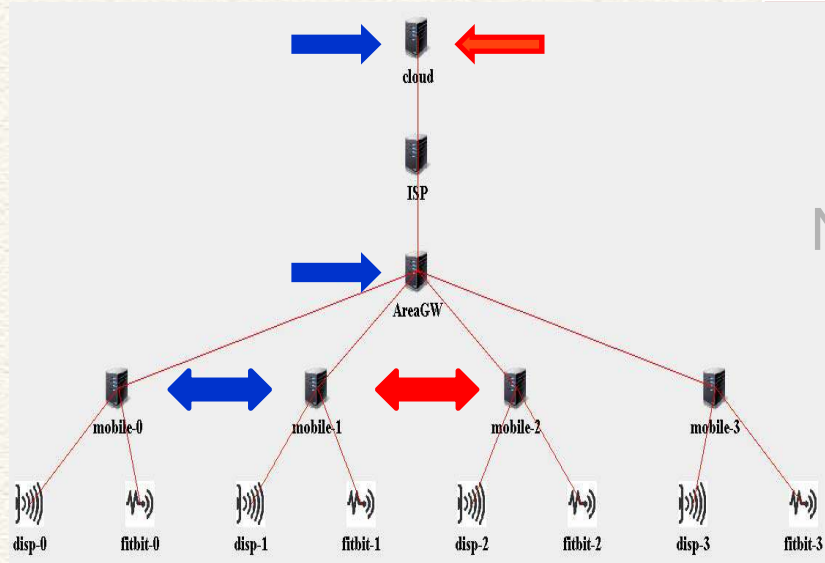 cloud
ISP
AreaGW
mobile-0 mobile-1 mobile-2 mobile-3
disp-0 fitbit-0 disp-1 fitbit-1 disp-2 fitbit-2 disp-3 fitbit-3